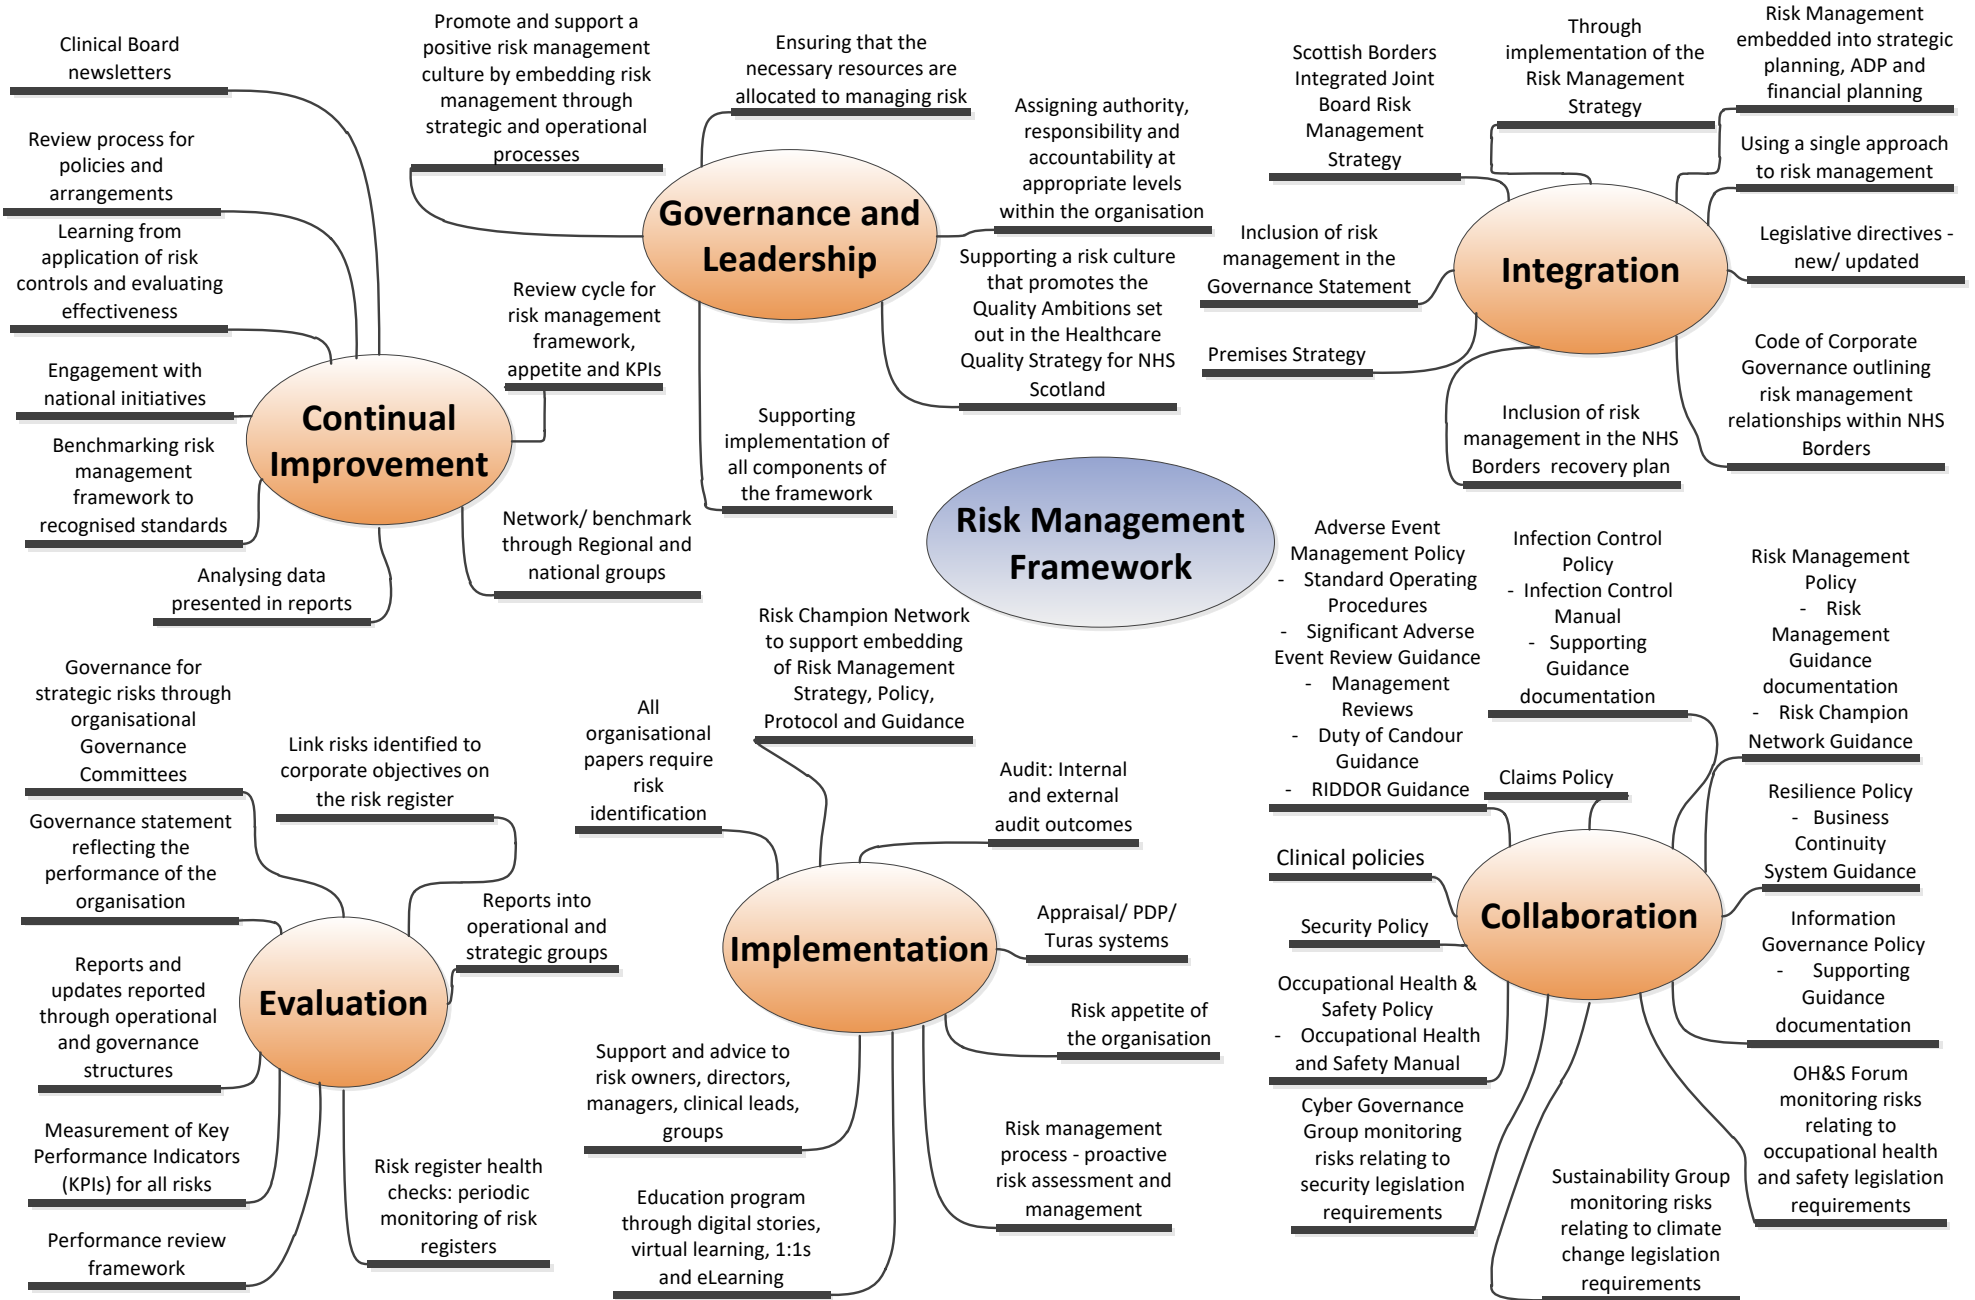 Clinical Board
newsletters
Review process for
policies and
arrangements
Learning from
application of risk
controls and evaluating
effectiveness
Engagement with
national initiatives
Benchmarking risk
management
framework to
recognised standards
Analysing data
presented in reports
Continual
Improvement
Review cycle for
risk management
framework,
appetite and KPIs
Network/ benchmark
through Regional and
national groups
Promote and support a
positive risk management
culture by embedding risk
management through
strategic and operational
processes
Ensuring that the
necessary resources are
allocated to managing risk
Assigning authority,
responsibility and
accountability at
appropriate levels
within the organisation
Governance and
Leadership
Supporting a risk culture
that promotes the
Quality Ambitions set
out in the Healthcare
Quality Strategy for NHS
Scotland
Supporting
implementation of
all components of
the framework
Scottish Borders
Integrated Joint
Board Risk
Management
Strategy
Through
implementation of the
Risk Management
Strategy
Risk Management
embedded into strategic
planning, ADP and
financial planning
Using a single approach
to risk management
Inclusion of risk
management in the
Governance Statement
Integration
Legislative directives -
new/ updated
Premises Strategy
Inclusion of risk
management in the NHS
Borders  recovery plan
Code of Corporate
Governance outlining
risk management
relationships within NHS
Borders
Risk Management
Framework
Governance for
strategic risks through
organisational
Governance
Committees
Link risks identified to
corporate objectives on
the risk register
Governance statement
reflecting the
performance of the
organisation
Reports into
operational and
strategic groups
Reports and
updates reported
through operational
and governance
structures
Evaluation
Measurement of Key
Performance Indicators
(KPIs) for all risks
Performance review
framework
Risk register health
checks: periodic
monitoring of risk
registers
All
organisational
papers require
risk
identification
Risk Champion Network
to support embedding
of Risk Management
Strategy, Policy,
Protocol and Guidance
Audit: Internal
and external
audit outcomes
Implementation
Appraisal/ PDP/
Turas systems
Risk appetite of
the organisation
Support and advice to
risk owners, directors,
managers, clinical leads,
groups
Risk management
process - proactive
risk assessment and
management
Education program
through digital stories,
virtual learning, 1:1s
and eLearning
Adverse Event
Management Policy
- Standard Operating
Procedures
- Significant Adverse
Event Review Guidance
- Management
Reviews
- Duty of Candour
Guidance
- RIDDOR Guidance
Infection Control
Policy
- Infection Control
Manual
- Supporting
Guidance
documentation
Risk Management
Policy
- Risk
Management
Guidance
documentation
- Risk Champion
Network Guidance
Claims Policy
Resilience Policy
- Business
Continuity
System Guidance
Clinical policies
Collaboration
Security Policy
Information
Governance Policy
- Supporting
Guidance
documentation
Occupational Health &
Safety Policy
- Occupational Health
and Safety Manual
Cyber Governance
Group monitoring
risks relating to
security legislation
requirements
Sustainability Group
monitoring risks
relating to climate
change legislation
requirements
OH&S Forum
monitoring risks
relating to
occupational health
and safety legislation
requirements